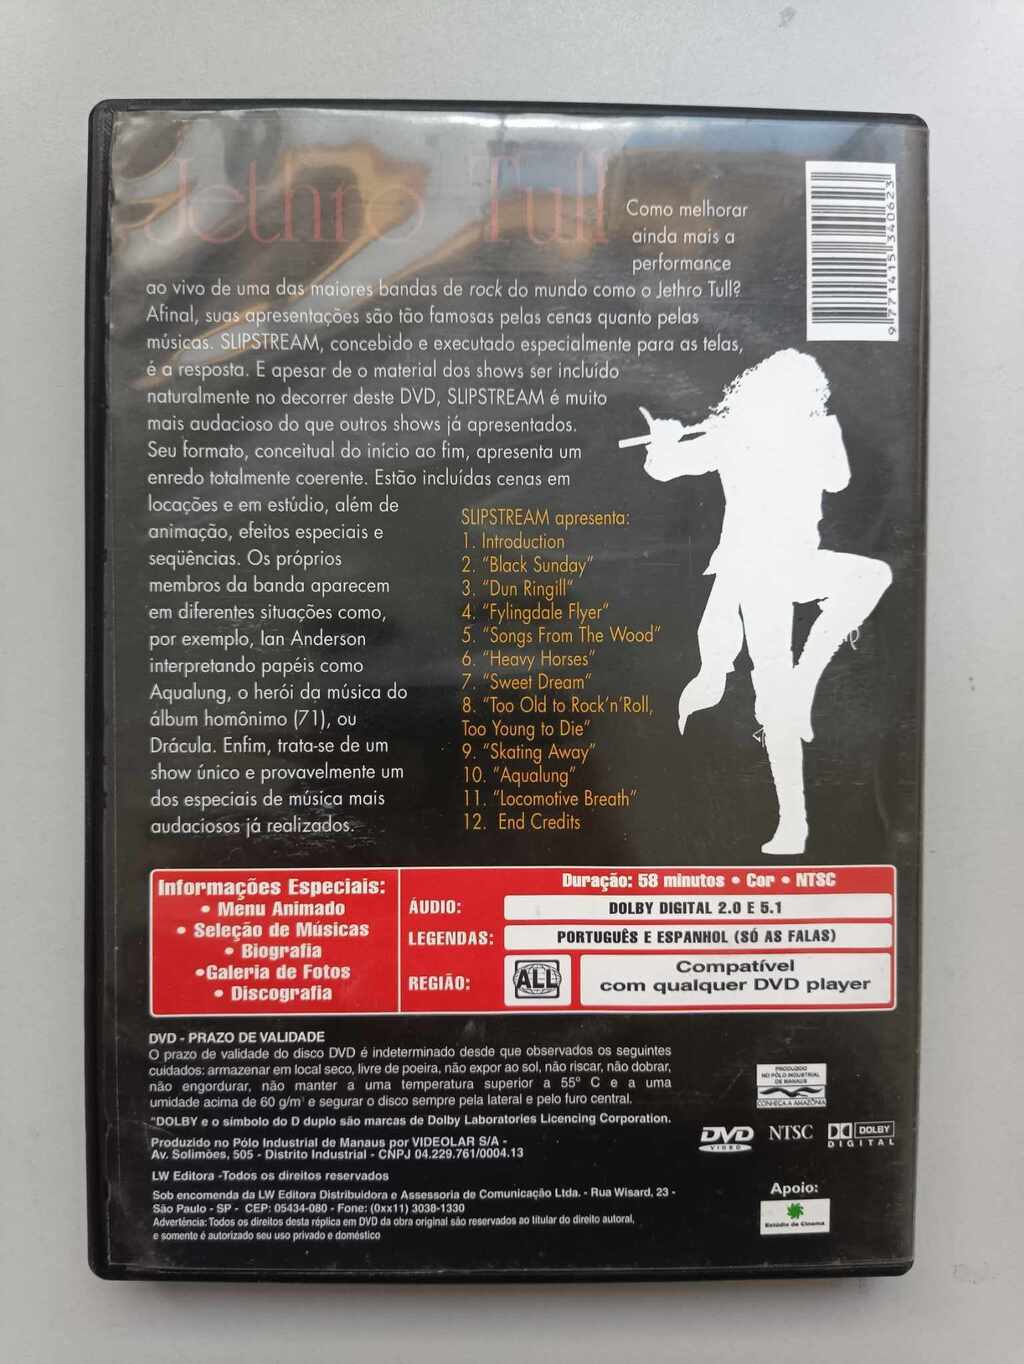 Jethro Tull
Como melhorar
ainda mais a
performance
ao vivo de uma das maiores bandas de rock do mundo como o Jethro Tull?
Afinal, suas apresentações são tão famosas pelas cenas quanto pelas
músicas. SLIPSTREAM, concebido e executado especialmente para as telas,
é a resposta. E apesar de o material dos shows ser incluído
naturalmente no decorrer deste DVD, SLIPSTREAM é muito
mais audacioso do que outros shows já apresentados.
Seu formato, conceitual do início ao fim, apresenta um
enredo totalmente coerente. Estão incluídas cenas em
locações e em estúdio, além de
animação, efeitos especiais e
seqüências. Os próprios
membros da banda aparecem
em diferentes situações como,
por exemplo, Ian Anderson
interpretando papéis como
Aqualung, o herói da música do
álbum homônimo (71), ou
Drácula. Enfim, trata-se de um
show único e provavelmente um
dos especiais de música mais
audaciosos já realizados.
SLIPSTREAM apresenta:
1. Introduction
2. "Black Sunday"
3. "Dun Ringill"
4. "Fylingdale Flyer"
5. "Songs From The Wood"
6. "Heavy Horses"
7. "Sweet Dream"
8. "Too Old to Rock'n'Roll,
Too Young to Die"
9. "Skating Away"
10. "Aqualung"
11. "Locomotive Breath"
12. End Credits
9 771415 340623
Informações Especiais:
• Menu Animado
• Seleção de Músicas
• Biografia
•Galeria de Fotos
• Discografia
Duração: 58 minutos • Cor • NTSC
ÁUDIO: DOLBY DIGITAL 2.0 E 5.1
LEGENDAS: PORTUGUÊS E ESPANHOL (SÓ AS FALAS)
REGIÃO: ALL Compatível
com qualquer DVD player
DVD - PRAZO DE VALIDADE
O prazo de validade do disco DVD é indeterminado desde que observados os seguintes
cuidados: armazenar em local seco, livre de poeira, não expor ao sol, não riscar, não dobrar,
não engordurar, não manter a uma temperatura superior a 55° C e a uma
umidade acima de 60 g/m³ e segurar o disco sempre pela lateral e pelo furo central.
"DOLBY e o símbolo do D duplo são marcas de Dolby Laboratories Licencing Corporation.
Produzido no Pólo Industrial de Manaus por VIDEOLAR S/A -
Av. Solimões, 505 - Distrito Industrial - CNPJ 04.229.761/0004.13
LW Editora -Todos os direitos reservados
Sob encomenda da LW Editora Distribuidora e Assessoria de Comunicação Ltda. - Rua Wisard, 23 -
São Paulo - SP - CEP: 05434-080 - Fone: (0xx11) 3038-1330
Advertência: Todos os direitos desta réplica em DVD da obra original são reservados ao titular do direito autoral,
e somente é autorizado seu uso privado e doméstico
PRODUZIDO
NO PÓLO INDUSTRIAL
DE MANAUS
CONHEÇA A AMAZÔNIA
DVD
VIDEO
NTSC
DOLBY
DIGITAL
Apoio:
Estúdio de Cinema